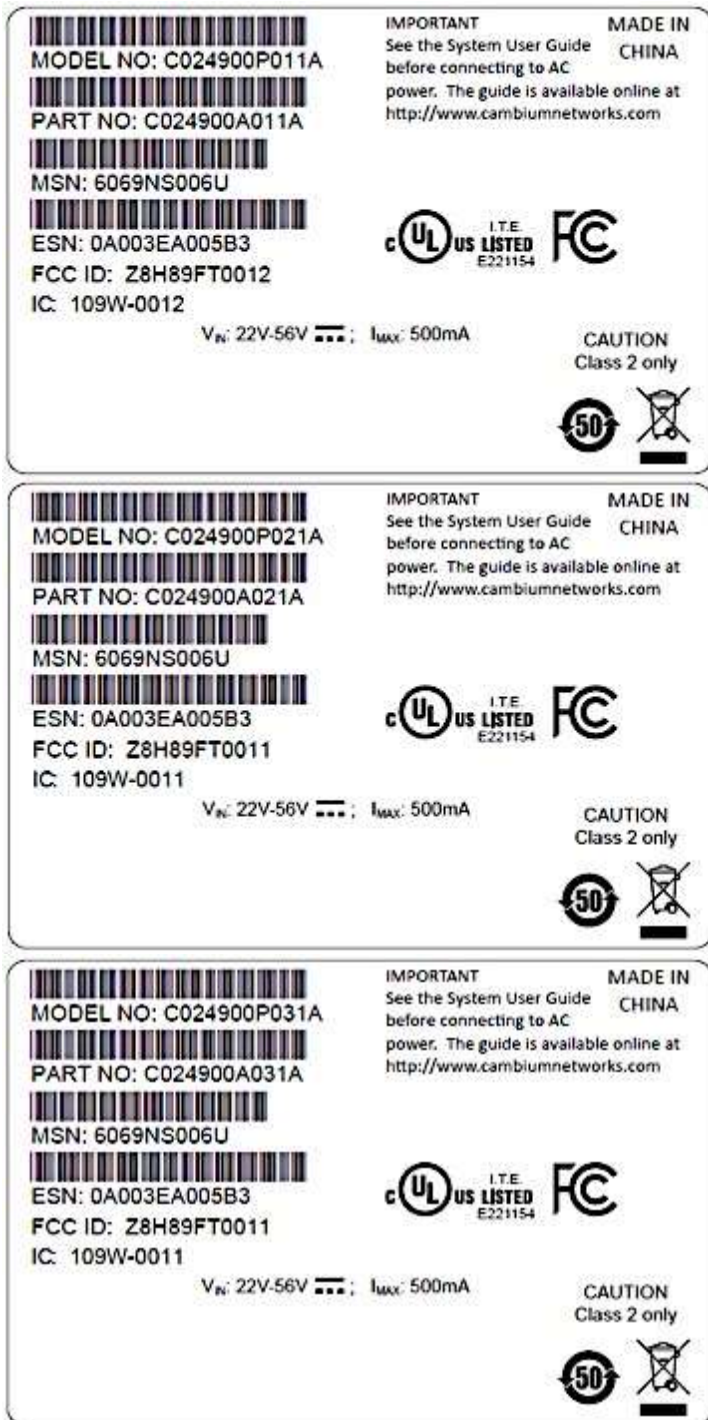 MODEL NO: C024900P011A
PART NO: C024900A011A
MSN: 6069NS006U
ESN: 0A003EA005B3
FCC ID: Z8H89FT0012
IC: 109W-0012
IMPORTANT
See the System User Guide
before connecting to AC
power. The guide is available online at
http://www.cambiumnetworks.com
MADE IN
CHINA
c UL US LISTED
I.T.E.
E221154
FC
VIN: 22V-56V ; IMAX: 500mA
CAUTION
Class 2 only
50
MODEL NO: C024900P021A
PART NO: C024900A021A
MSN: 6069NS006U
ESN: 0A003EA005B3
FCC ID: Z8H89FT0011
IC: 109W-0011
IMPORTANT
See the System User Guide
before connecting to AC
power. The guide is available online at
http://www.cambiumnetworks.com
MADE IN
CHINA
c UL US LISTED
I.T.E.
E221154
FC
VIN: 22V-56V ; IMAX: 500mA
CAUTION
Class 2 only
50
MODEL NO: C024900P031A
PART NO: C024900A031A
MSN: 6069NS006U
ESN: 0A003EA005B3
FCC ID: Z8H89FT0011
IC: 109W-0011
IMPORTANT
See the System User Guide
before connecting to AC
power. The guide is available online at
http://www.cambiumnetworks.com
MADE IN
CHINA
c UL US LISTED
I.T.E.
E221154
FC
VIN: 22V-56V ; IMAX: 500mA
CAUTION
Class 2 only
50